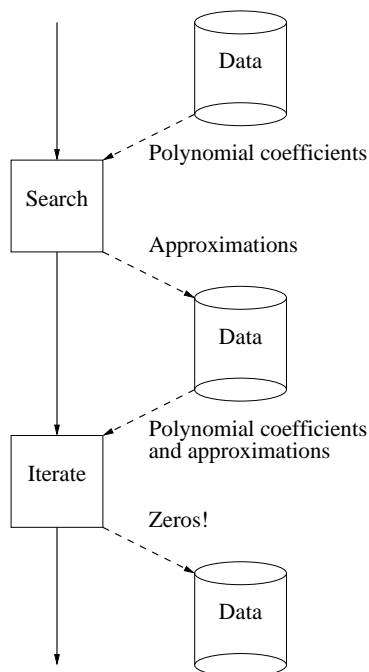 Data
Polynomial coefficients
Search
Approximations
Data
Polynomial coefficients
and approximations
Iterate
Zeros!
Data